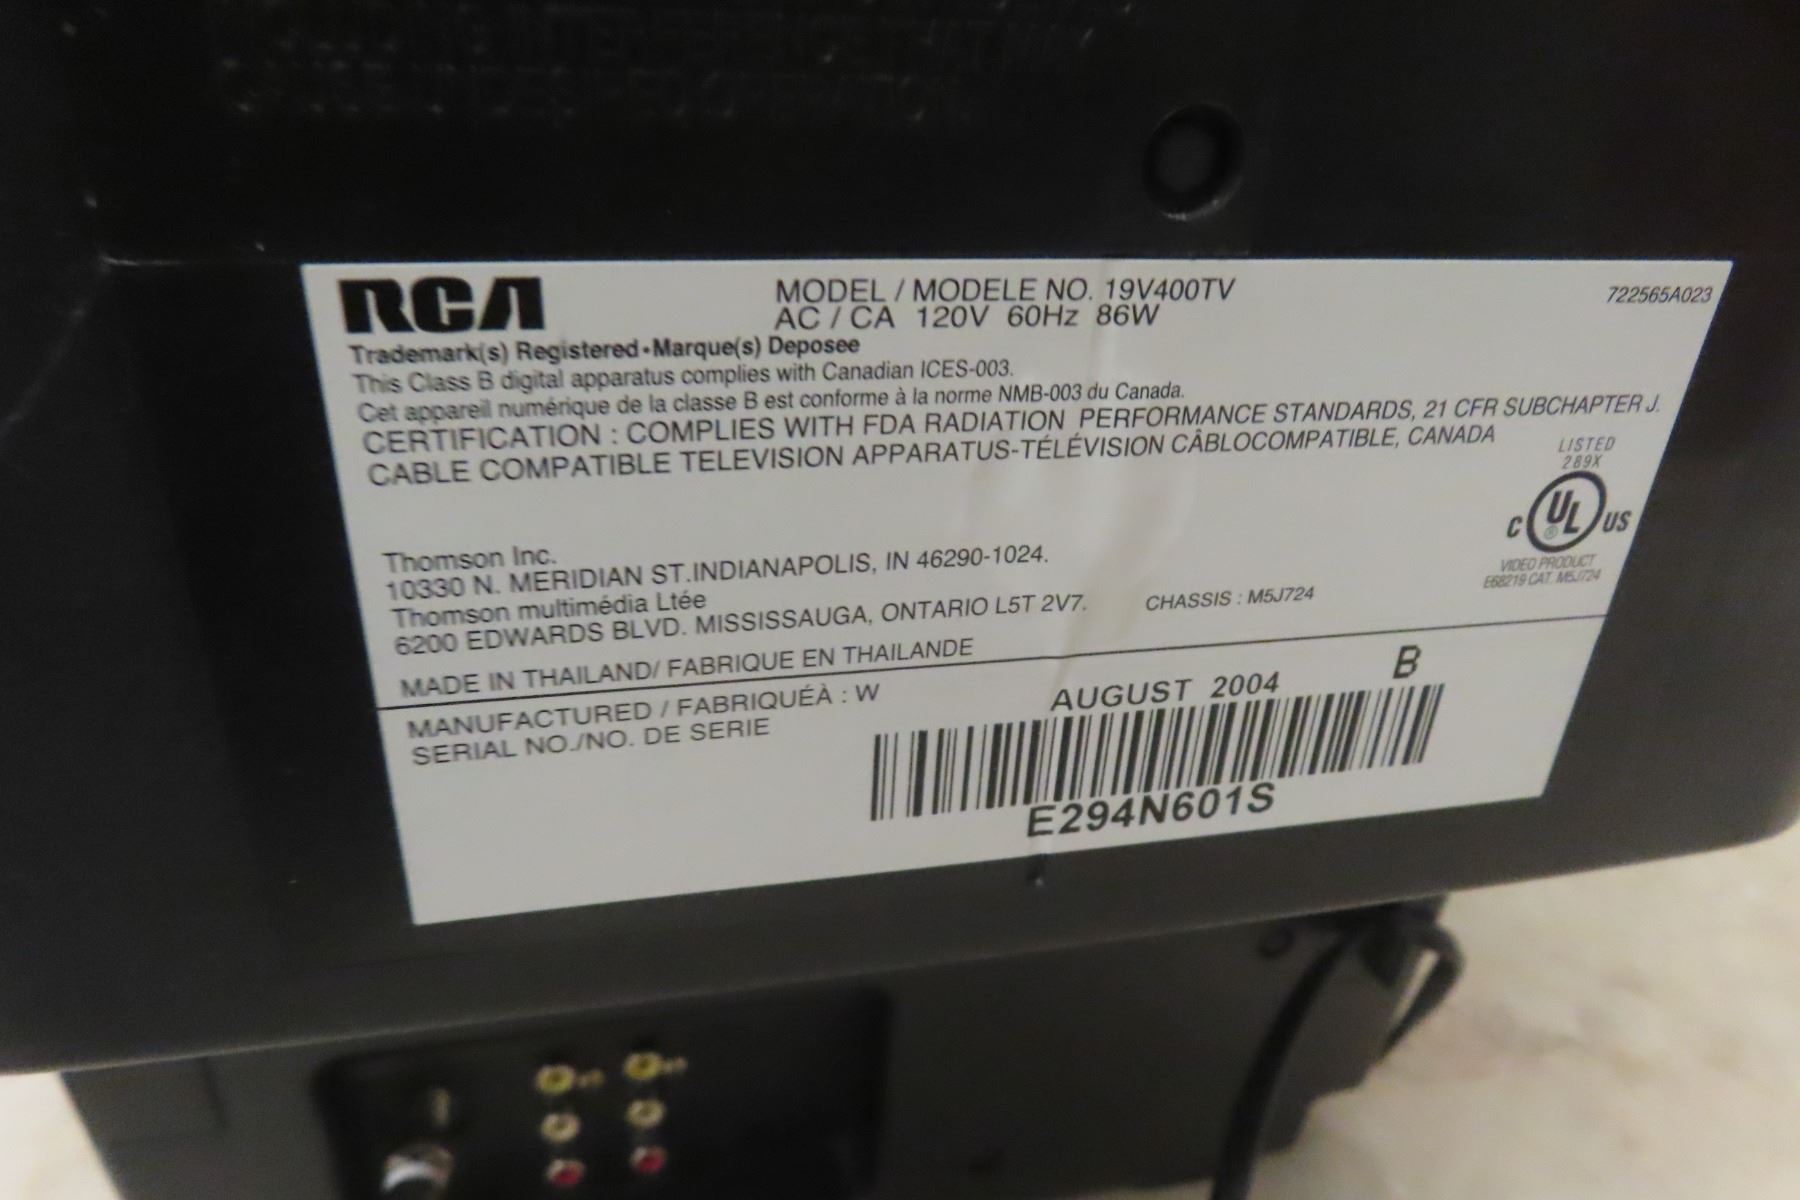 RCA
MODEL / MODELE NO. 19V400TV
AC / CA 120V 60Hz 86W
722565A023
Trademark(s) Registered•Marque(s) Deposee
This Class B digital apparatus complies with Canadian ICES-003.
Cet appareil numérique de la classe B est conforme à la norme NMB-003 du Canada.
CERTIFICATION : COMPLIES WITH FDA RADIATION PERFORMANCE STANDARDS, 21 CFR SUBCHAPTER J.
CABLE COMPATIBLE TELEVISION APPARATUS-TÉLÉVISION CÂBLOCOMPATIBLE, CANADA
LISTED
289X
C UL US
®
VIDEO PRODUCT
E68219 CAT. M5J724
Thomson Inc.
10330 N. MERIDIAN ST.INDIANAPOLIS, IN 46290-1024.
Thomson multimédia Ltée
6200 EDWARDS BLVD. MISSISSAUGA, ONTARIO L5T 2V7.
CHASSIS : M5J724
MADE IN THAILAND/ FABRIQUE EN THAILANDE
MANUFACTURED / FABRIQUÉÀ : W
SERIAL NO./NO. DE SERIE
AUGUST 2004
B
E294N601S